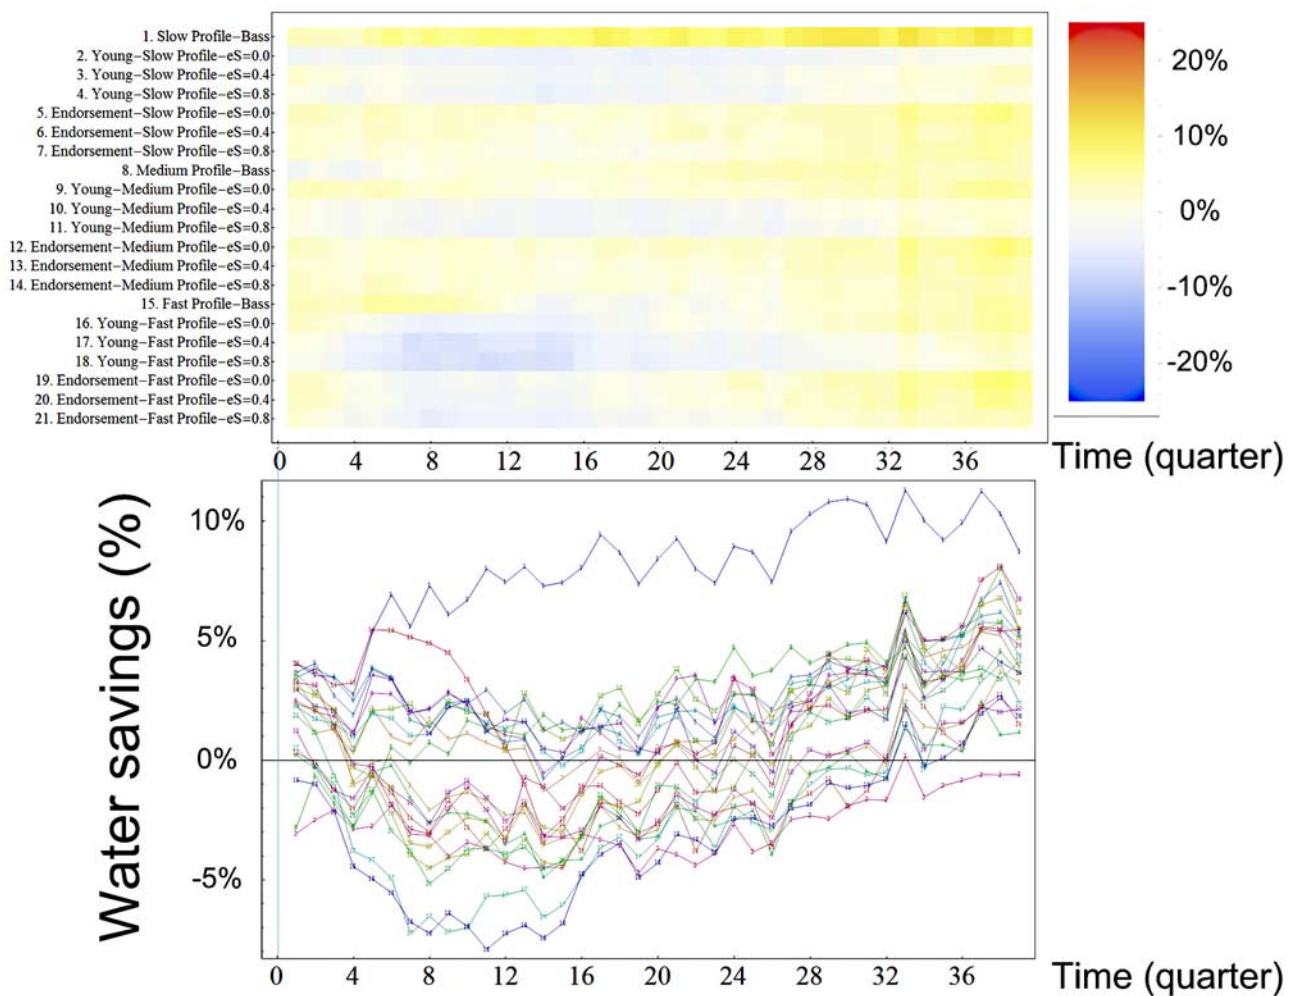 1. Slow Profile–Bass
2. Young–Slow Profile–eS=0.0
3. Young–Slow Profile–eS=0.4
4. Young–Slow Profile–eS=0.8
5. Endorsement–Slow Profile–eS=0.0
6. Endorsement–Slow Profile–eS=0.4
7. Endorsement–Slow Profile–eS=0.8
8. Medium Profile–Bass
9. Young–Medium Profile–eS=0.0
10. Young–Medium Profile–eS=0.4
11. Young–Medium Profile–eS=0.8
12. Endorsement–Medium Profile–eS=0.0
13. Endorsement–Medium Profile–eS=0.4
14. Endorsement–Medium Profile–eS=0.8
15. Fast Profile–Bass
16. Young–Fast Profile–eS=0.0
17. Young–Fast Profile–eS=0.4
18. Young–Fast Profile–eS=0.8
19. Endorsement–Fast Profile–eS=0.0
20. Endorsement–Fast Profile–eS=0.4
21. Endorsement–Fast Profile–eS=0.8
20%
10%
0%
-10%
-20%
0 4 8 12 16 20 24 28 32 36 Time (quarter)
Water savings (%)
10%
5%
0%
-5%
0 4 8 12 16 20 24 28 32 36 Time (quarter)